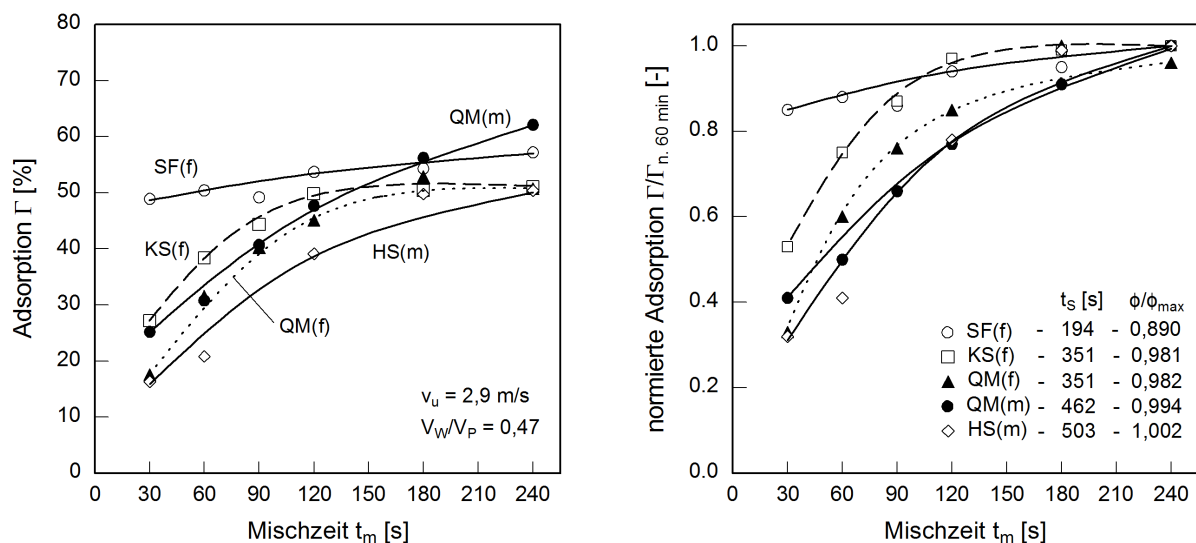 80
70
60
50
40
30
20
10
0
Adsorption Γ [%]
QM(m)
SF(f)
KS(f)
HS(m)
QM(f)
v_u = 2,9 m/s
V_W/V_P = 0,47
0 30 60 90 120 150 180 210 240
Mischzeit t_m [s]
1.0
0.8
0.6
0.4
0.2
0.0
normierte Adsorption Γ/Γ_n. 60 min [-]
t_S [s] ϕ/ϕ_max
SF(f) - 194 - 0,890
KS(f) - 351 - 0,981
QM(f) - 351 - 0,982
QM(m) - 462 - 0,994
HS(m) - 503 - 1,002
0 30 60 90 120 150 180 210 240
Mischzeit t_m [s]